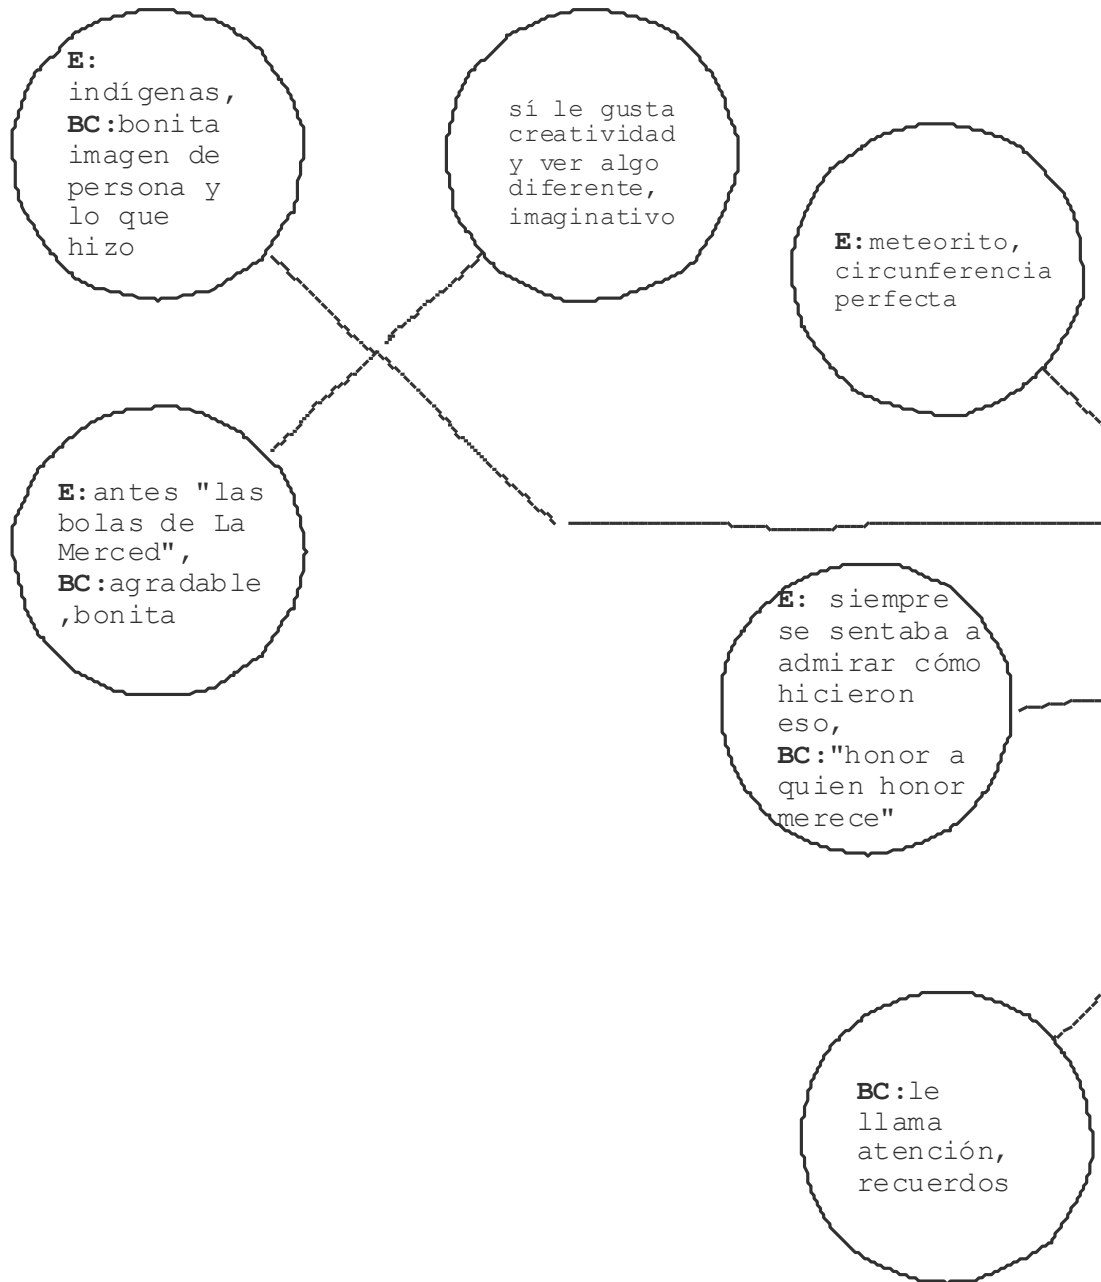 E:
indígenas,
BC:bonita
imagen de
persona y
lo que
hizo
sí le gusta
creatividad
y ver algo
diferente,
imaginativo
E:meteorito,
circunferencia
perfecta
E:antes "las
bolas de La
Merced",
BC:agradable
,bonita
E: siempre
se sentaba a
admirar cómo
hicieron
eso,
BC:"honor a
quien honor
merece"
BC:le
llama
atención,
recuerdos